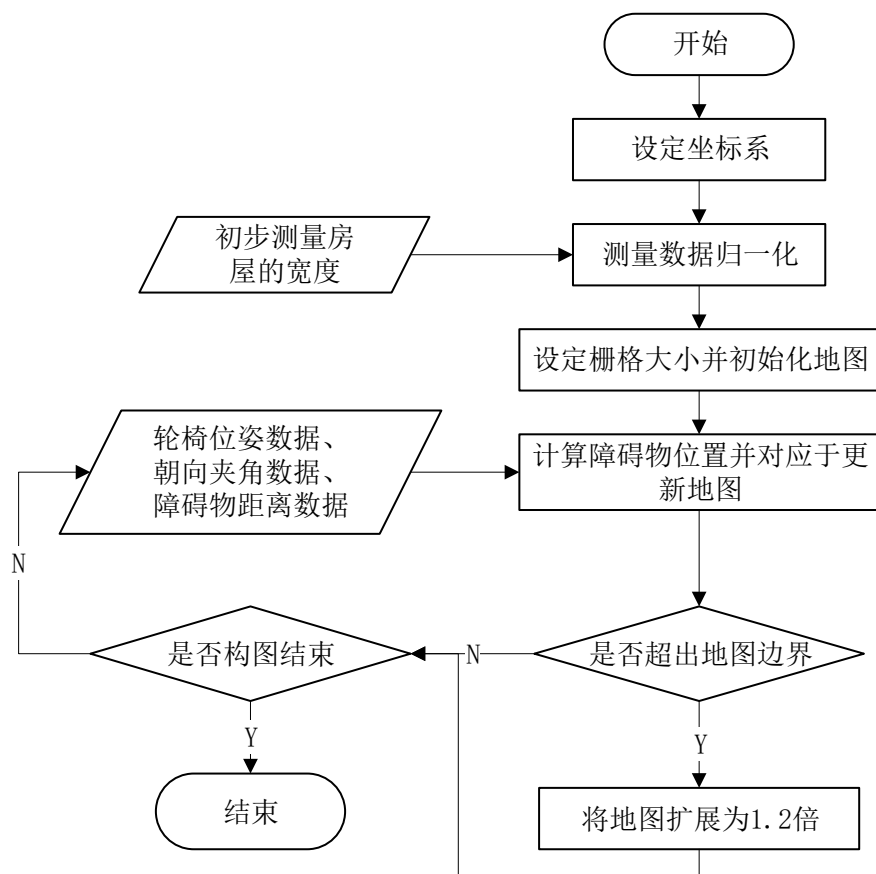 开始
设定坐标系
初步测量房
屋的宽度
测量数据归一化
设定栅格大小并初始化地图
轮椅位姿数据、
朝向夹角数据、
障碍物距离数据
计算障碍物位置并对应于更
新地图
N
是否构图结束
N
是否超出地图边界
Y
Y
结束
将地图扩展为1.2倍